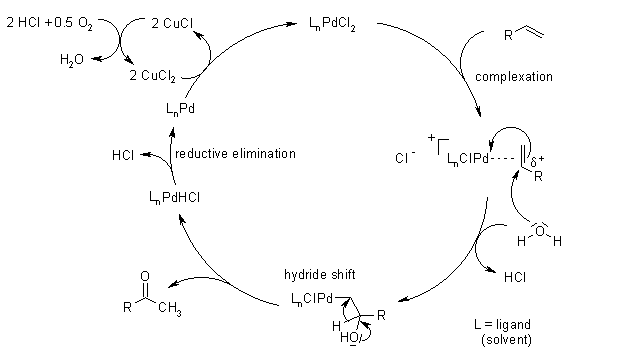 2 HCl +0.5 O2
2 CuCl
LnPdCl2
R
H2O
2 CuCl2
complexation
LnPd
HCl
reductive elimination
Cl -
+
LnClPd
δ+
R
LnPdHCl
H O H
HCl
hydride shift
O
R CH3
LnClPd
H
R
HO
L = ligand
(solvent)